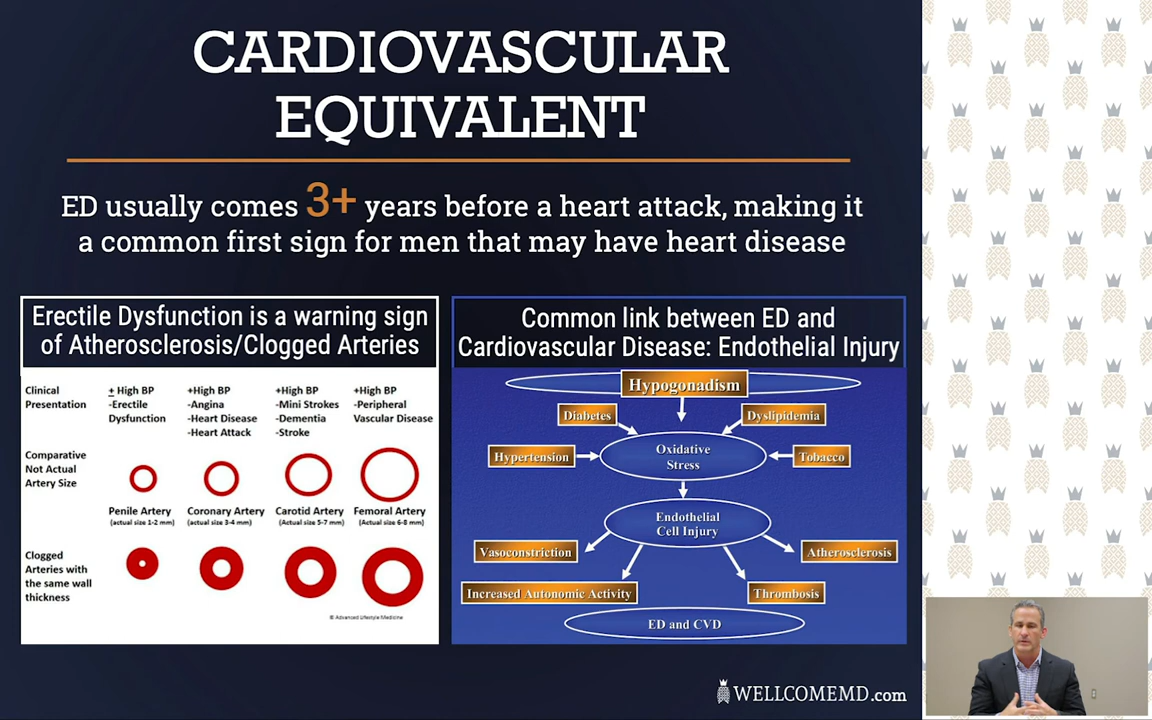 CARDIOVASCULAR
EQUIVALENT
ED usually comes 3+ years before a heart attack, making it
a common first sign for men that may have heart disease
Erectile Dysfunction is a warning sign
of Atherosclerosis/Clogged Arteries
Clinical
Presentation
± High BP
-Erectile
Dysfunction
+High BP
-Angina
-Heart Disease
-Heart Attack
+High BP
-Mini Strokes
-Dementia
-Stroke
+High BP
-Peripheral
Vascular Disease
Comparative
Not Actual
Artery Size
Penile Artery
(actual size 1-2 mm)
Coronary Artery
(actual size 3-4 mm)
Carotid Artery
(Actual size 5-7 mm)
Femoral Artery
(Actual size 6-8 mm)
Clogged
Arteries with
the same wall
thickness
© Advanced Lifestyle Medicine
Common link between ED and
Cardiovascular Disease: Endothelial Injury
Hypogonadism
Diabetes
Dyslipidemia
Hypertension
Oxidative
Stress
Tobacco
Endothelial
Cell Injury
Vasoconstriction
Atherosclerosis
Increased Autonomic Activity
Thrombosis
ED and CVD
WELLCOMEMD.com